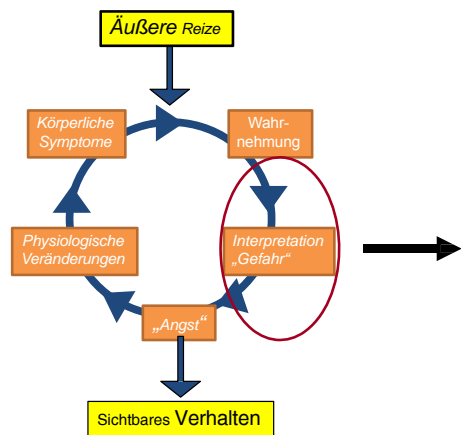 Äußere Reize
Körperliche
Symptome
Wahr-
nehmung
Physiologische
Veränderungen
Interpretation
„Gefahr“
„Angst“
Sichtbares Verhalten